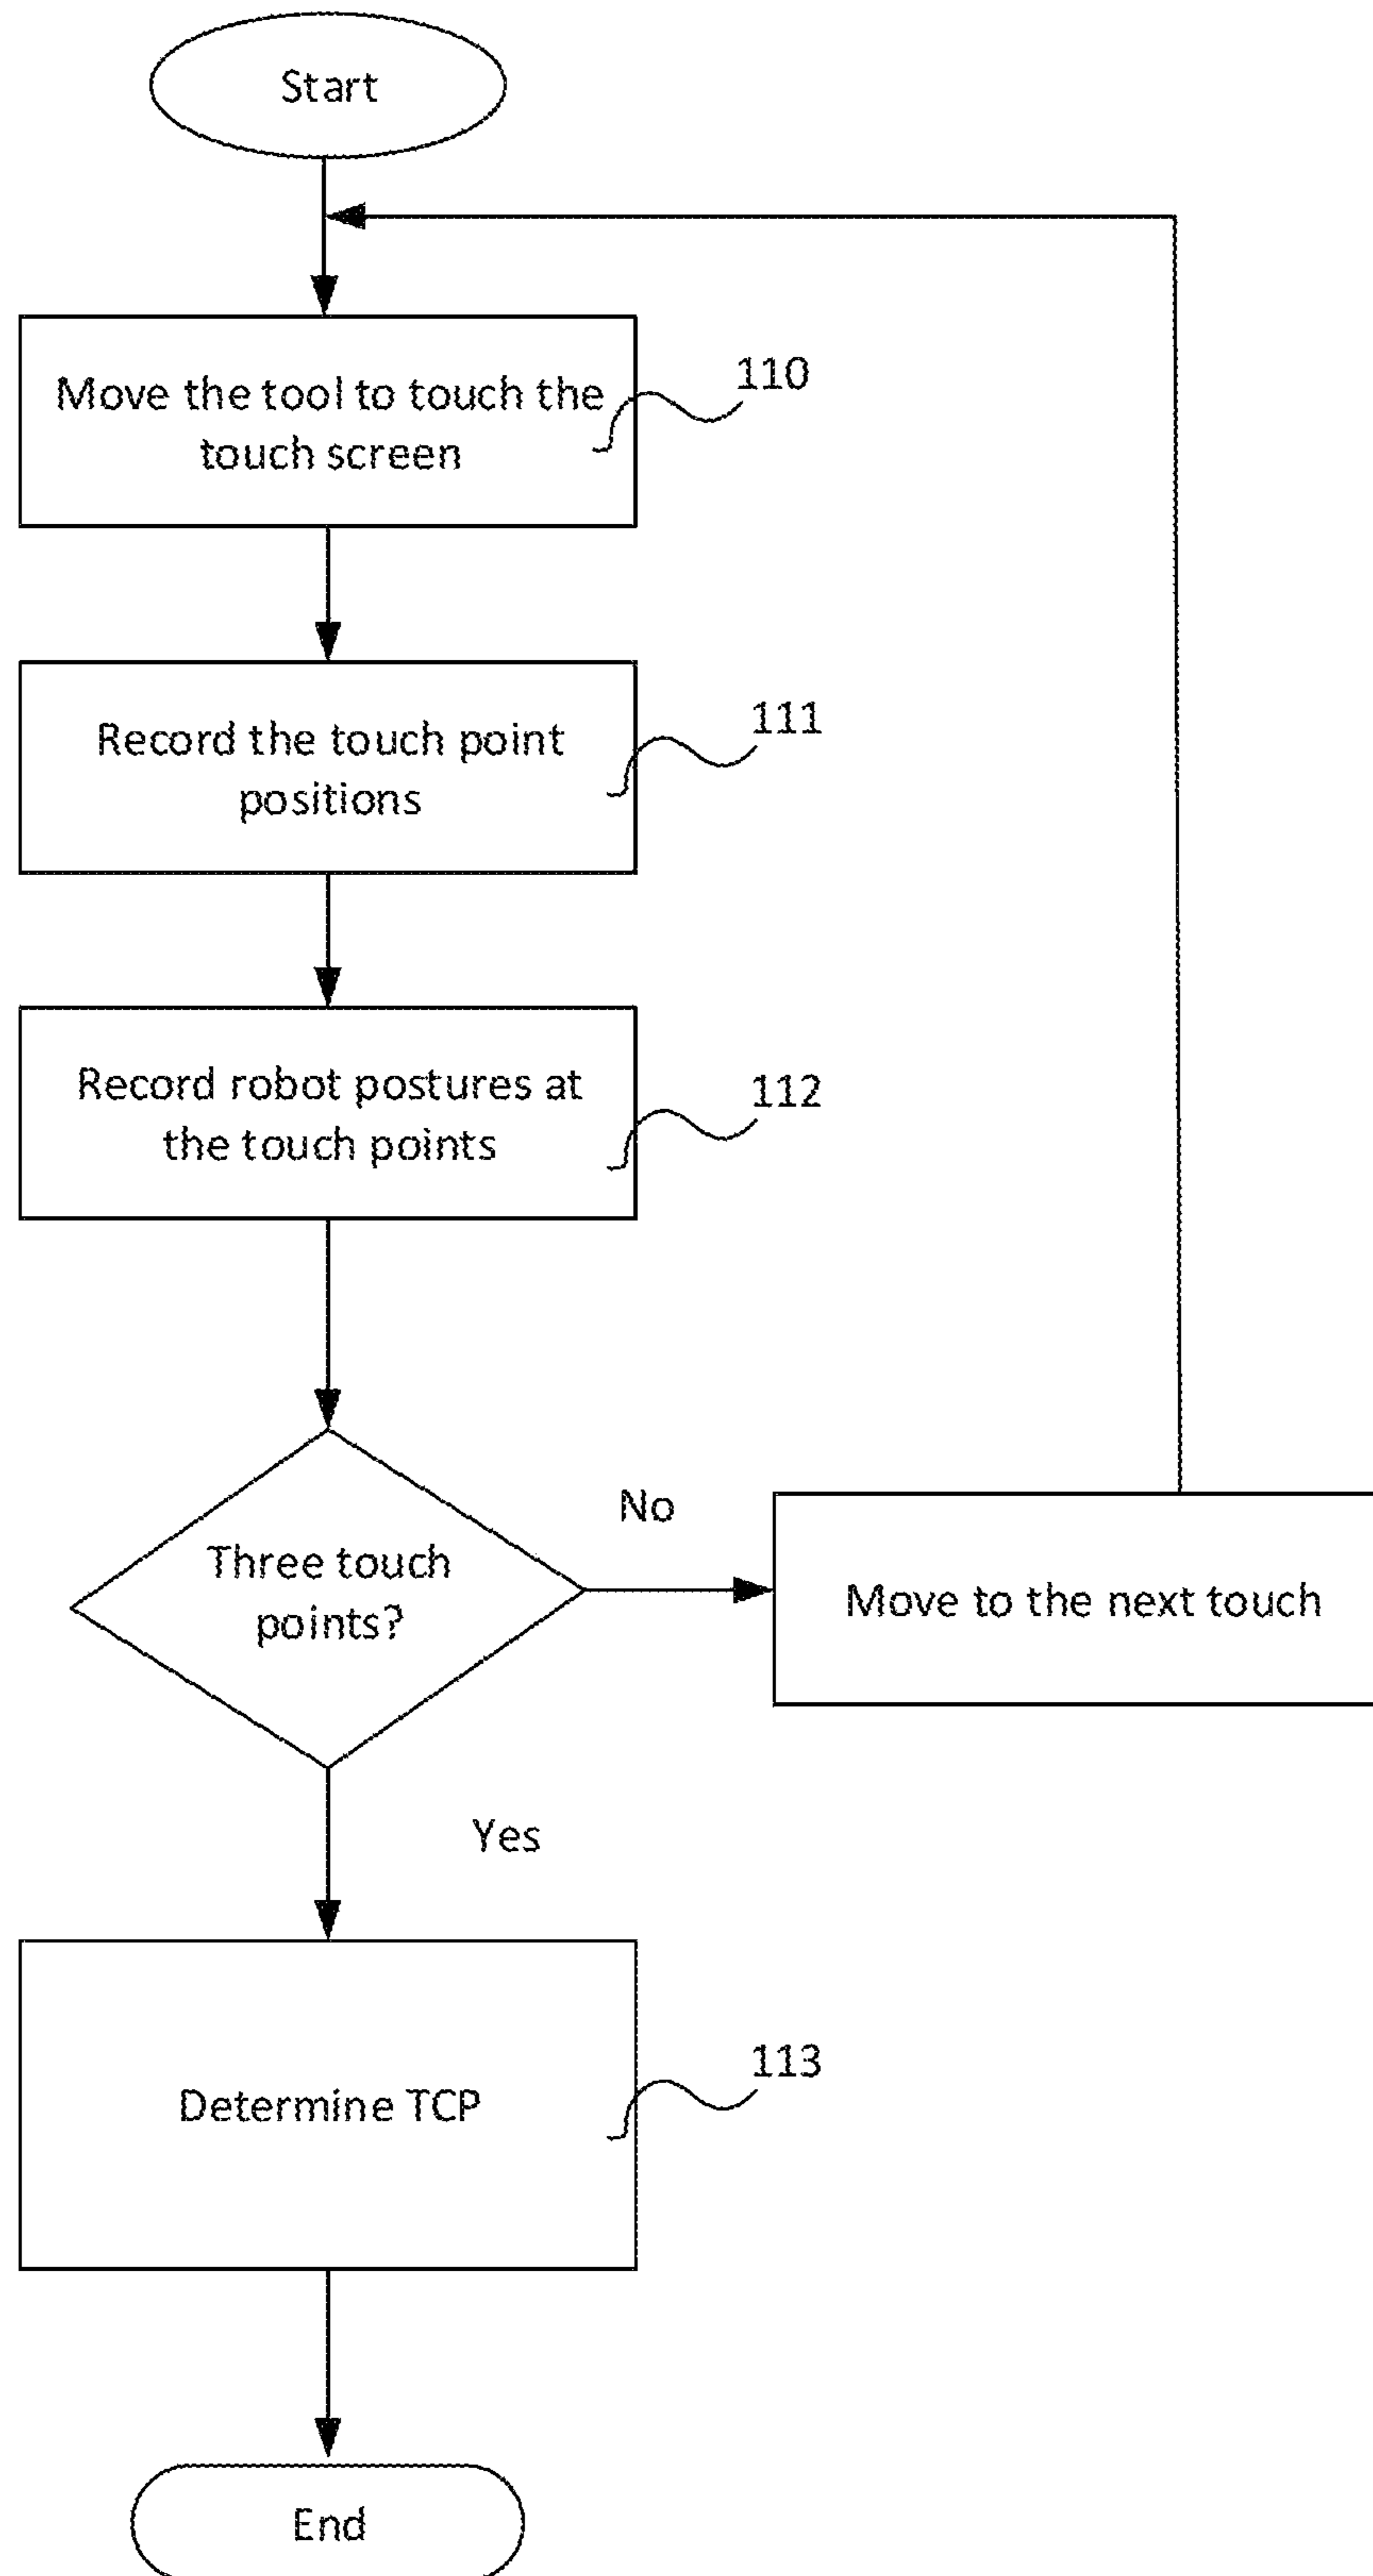 Start
Move the tool to touch the
touch screen
110
Record the touch point
positions
111
Record robot postures at
the touch points
112
Three touch
points?
No
Move to the next touch
Yes
Determine TCP
113
End